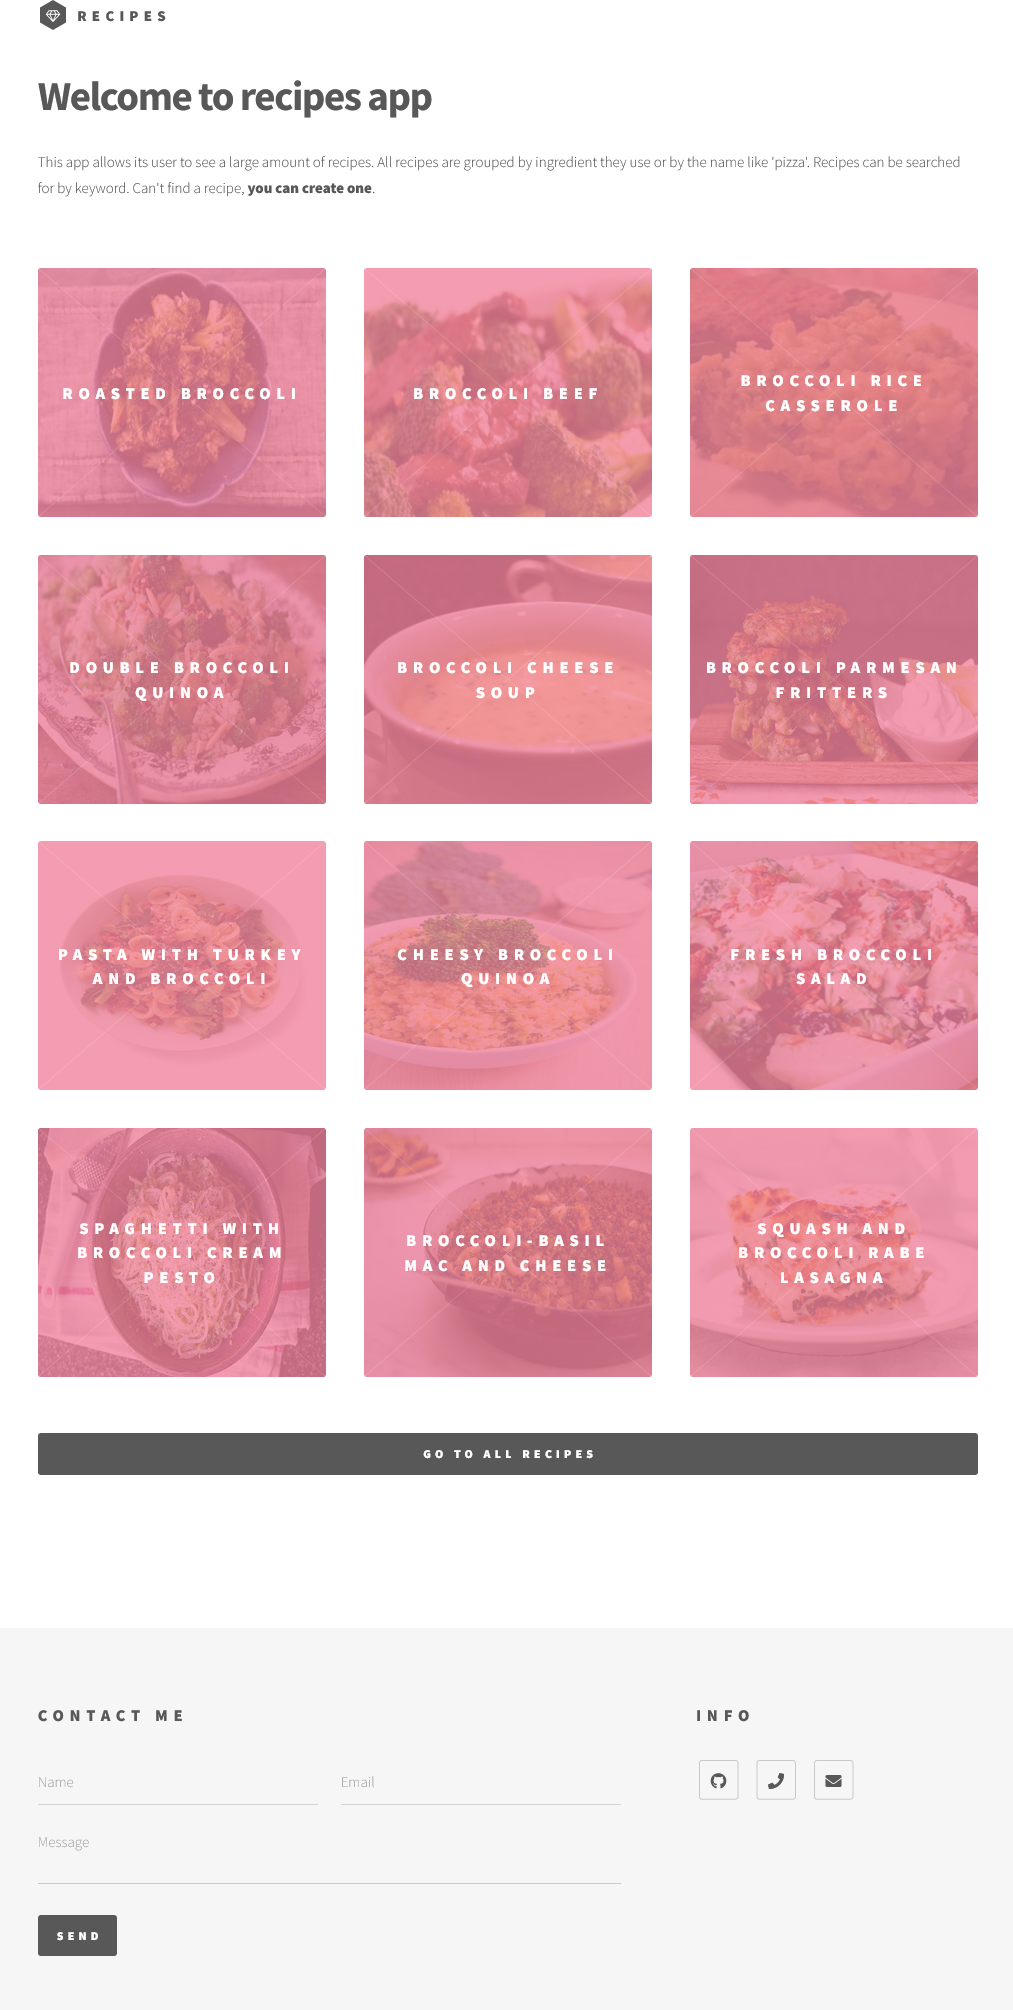 RECIPES
Welcome to recipes app
This app allows its user to see a large amount of recipes. All recipes are grouped by ingredient they use or by the name like 'pizza'. Recipes can be searched
for by keyword. Can't find a recipe, you can create one.
ROASTED BROCCOLI
BROCCOLI BEEF
BROCCOLI RICE
CASSEROLE
DOUBLE BROCCOLI
QUINOA
BROCCOLI CHEESE
SOUP
BROCCOLI PARMESAN
FRITTERS
PASTA WITH TURKEY
AND BROCCOLI
CHEESY BROCCOLI
QUINOA
FRESH BROCCOLI
SALAD
SPAGHETTI WITH
BROCCOLI CREAM
PESTO
BROCCOLI-BASIL
MAC AND CHEESE
SQUASH AND
BROCCOLI RABE
LASAGNA
GO TO ALL RECIPES
CONTACT ME
Name
Email
Message
SEND
INFO